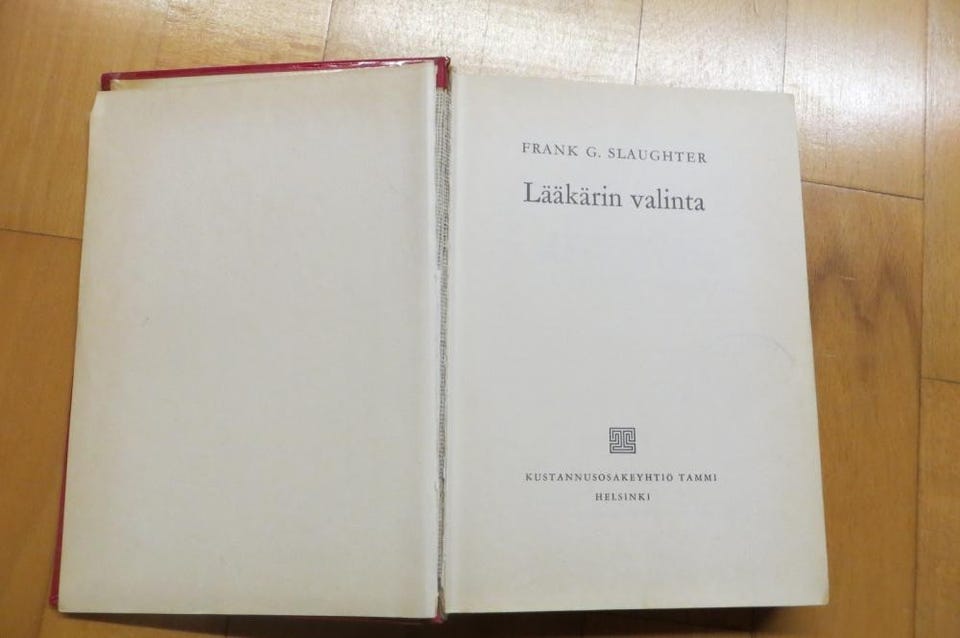 FRANK G. SLAUGHTER
Lääkärin valinta
KUSTANNUSOSAKEYHTIÖ TAMMI
HELSINKI